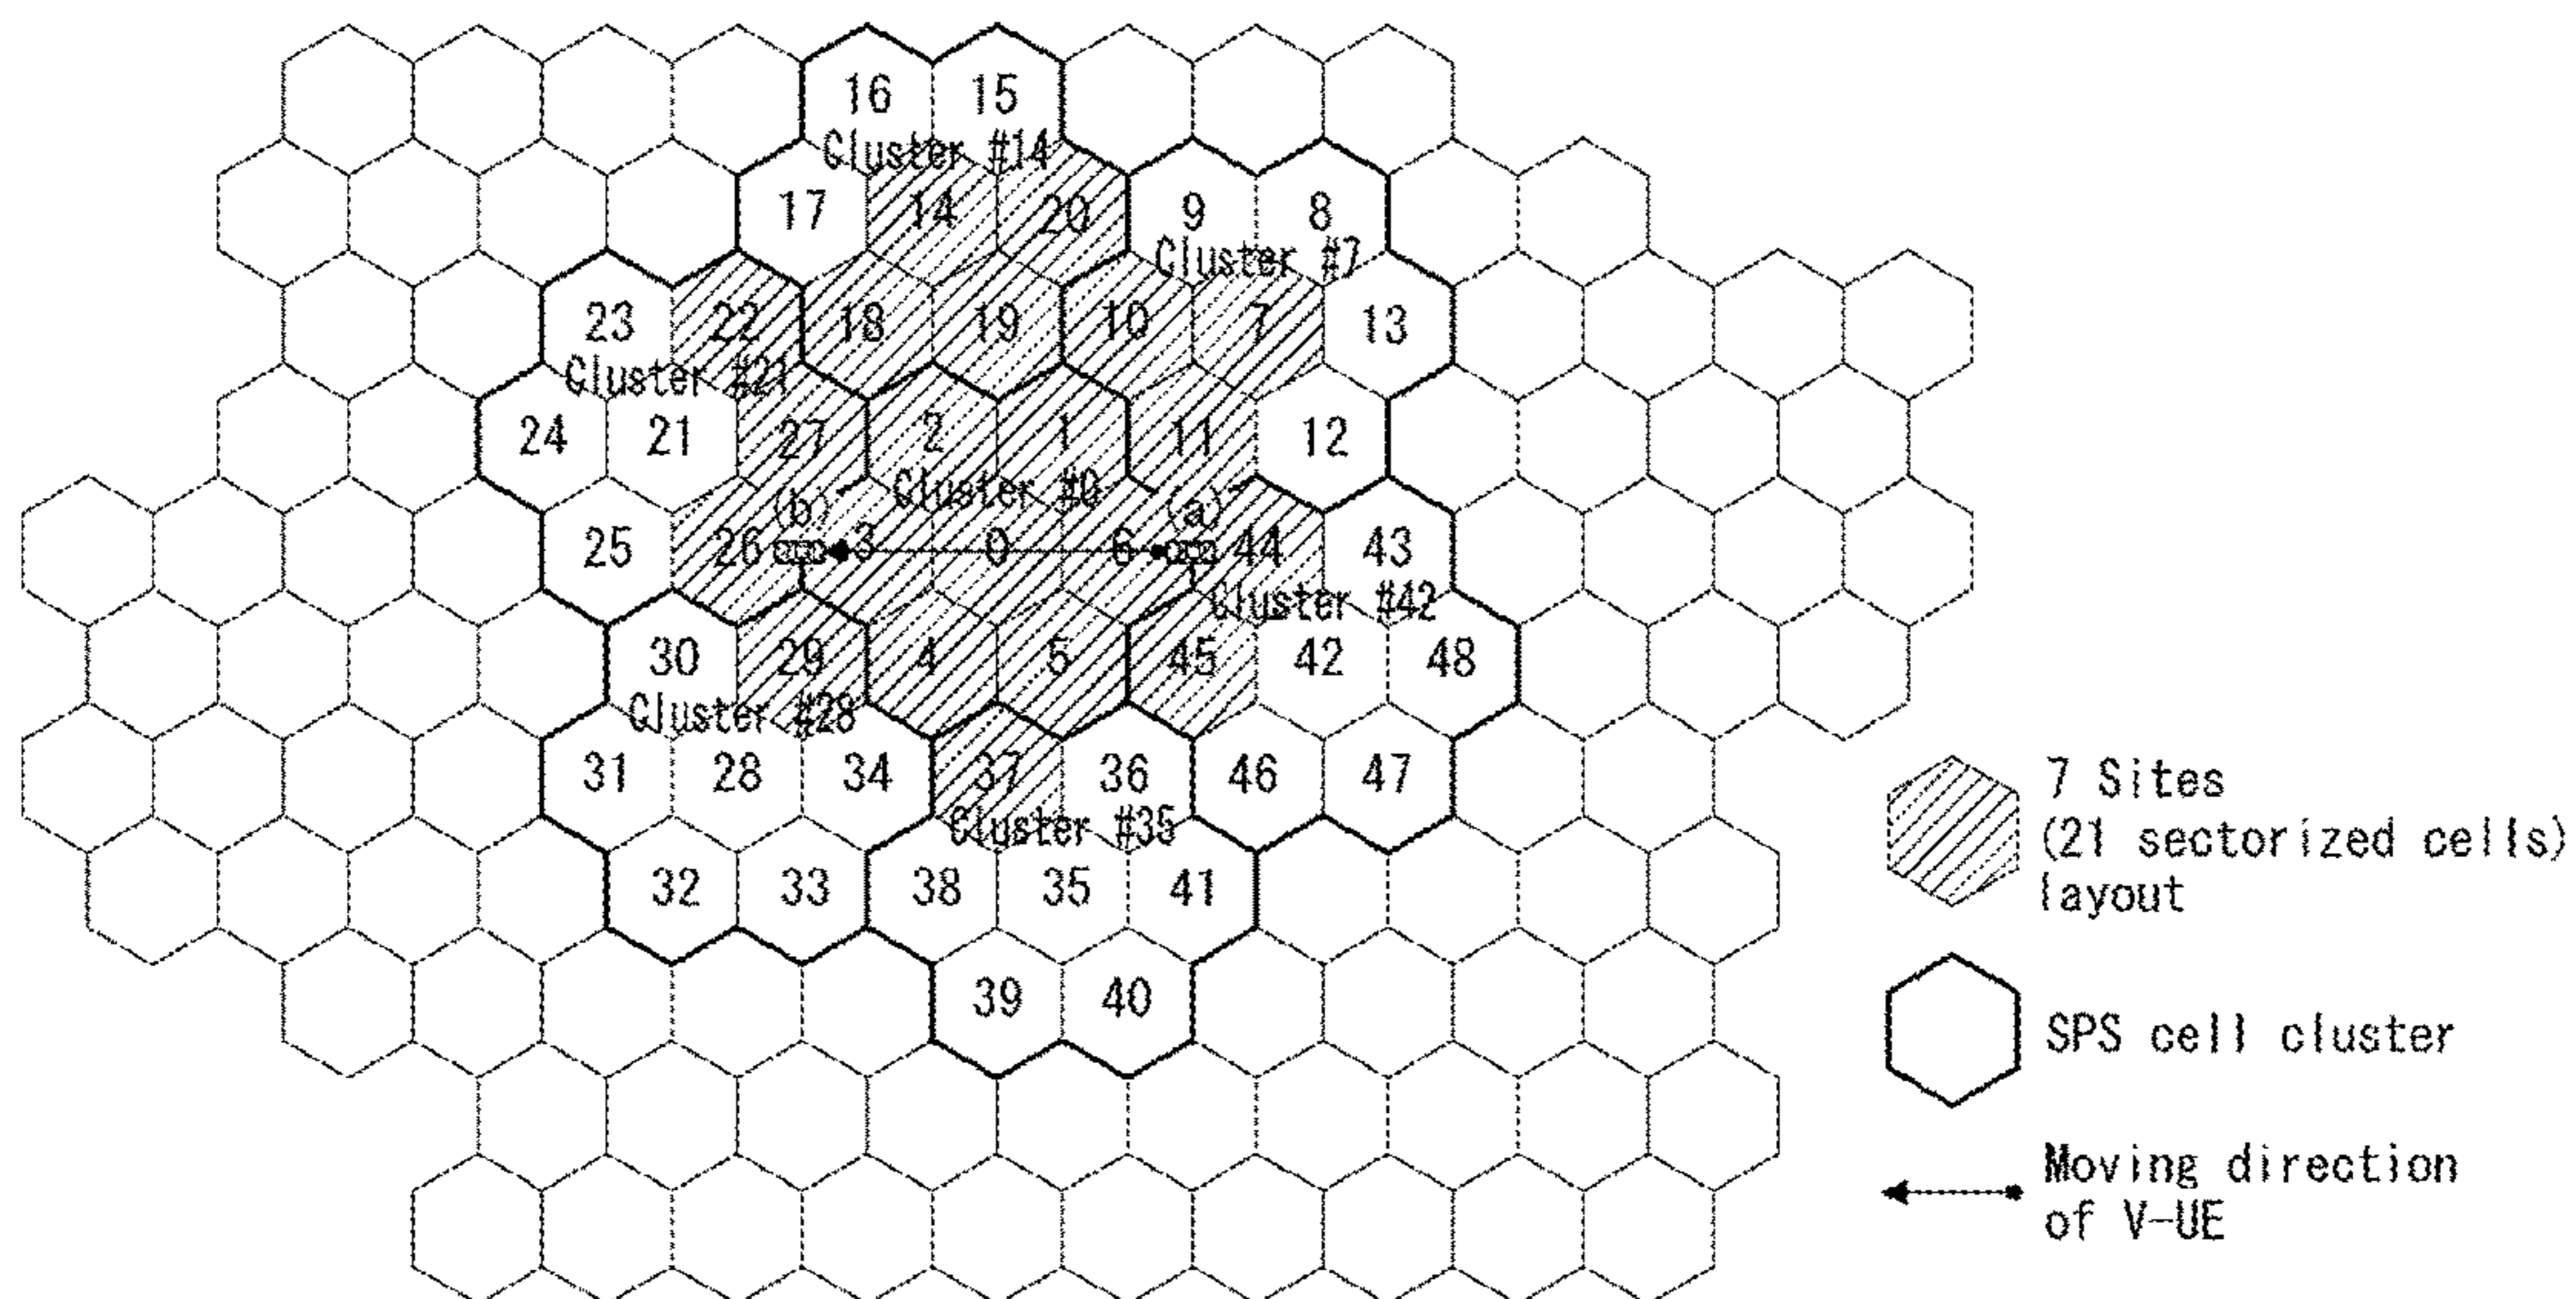 16 15
Cluster #14
17 14 20 9 8
Cluster #7
23 22 18 19 10 7 13
Cluster #21
24 21 27 2 1 11 12
Cluster #0
(b) (a)
25 26 3 0 6 44 43
Cluster #42
30 29 4 5 45 42 48
Cluster #28
31 28 34 37 36 46 47
Cluster #35
32 33 38 35 41
39 40
7 Sites
(21 sectorized cells)
layout
SPS cell cluster
Moving direction
of V-UE